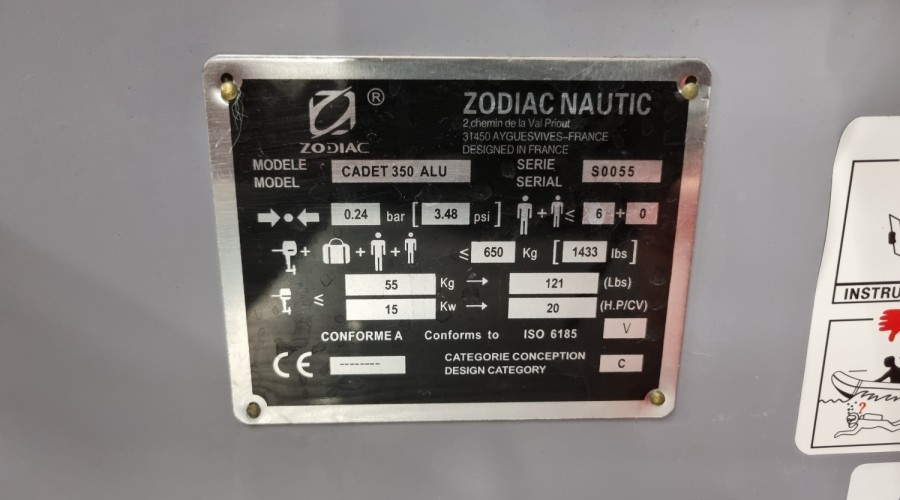 ZODIAC ®
ZODIAC NAUTIC
2,chemin de la Val Priout
31450 AYGUESVIVES-FRANCE
DESIGNED IN FRANCE
MODELE
MODEL
CADET 350 ALU
SERIE
SERIAL
S0055
0.24 bar [ 3.48 psi ]
+ ≤ 6 + 0
+ + + ≤ 650 Kg [ 1433 lbs ]
≤ 55 Kg → 121 (Lbs)
15 Kw → 20 (H.P/CV)
CONFORME A Conforms to ISO 6185 V
CE --------
CATEGORIE CONCEPTION
DESIGN CATEGORY
C
INSTRU
?